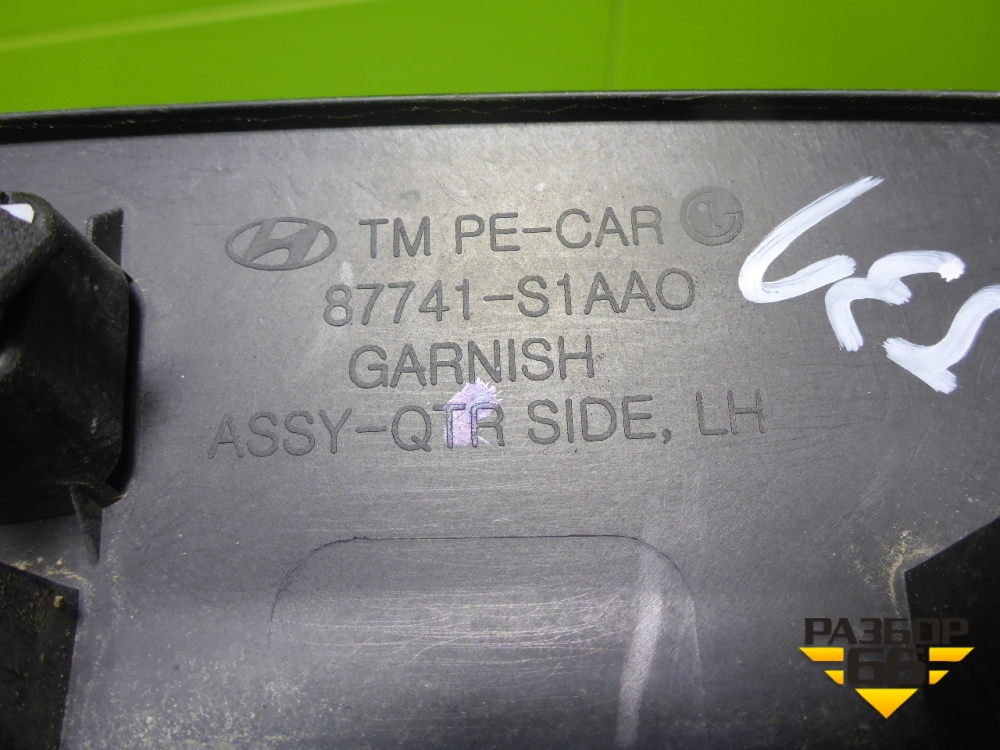 TM PE-CAR
87741-S1AA0
GARNISH
ASSY-QTR SIDE, LH
РАЗБОР
66